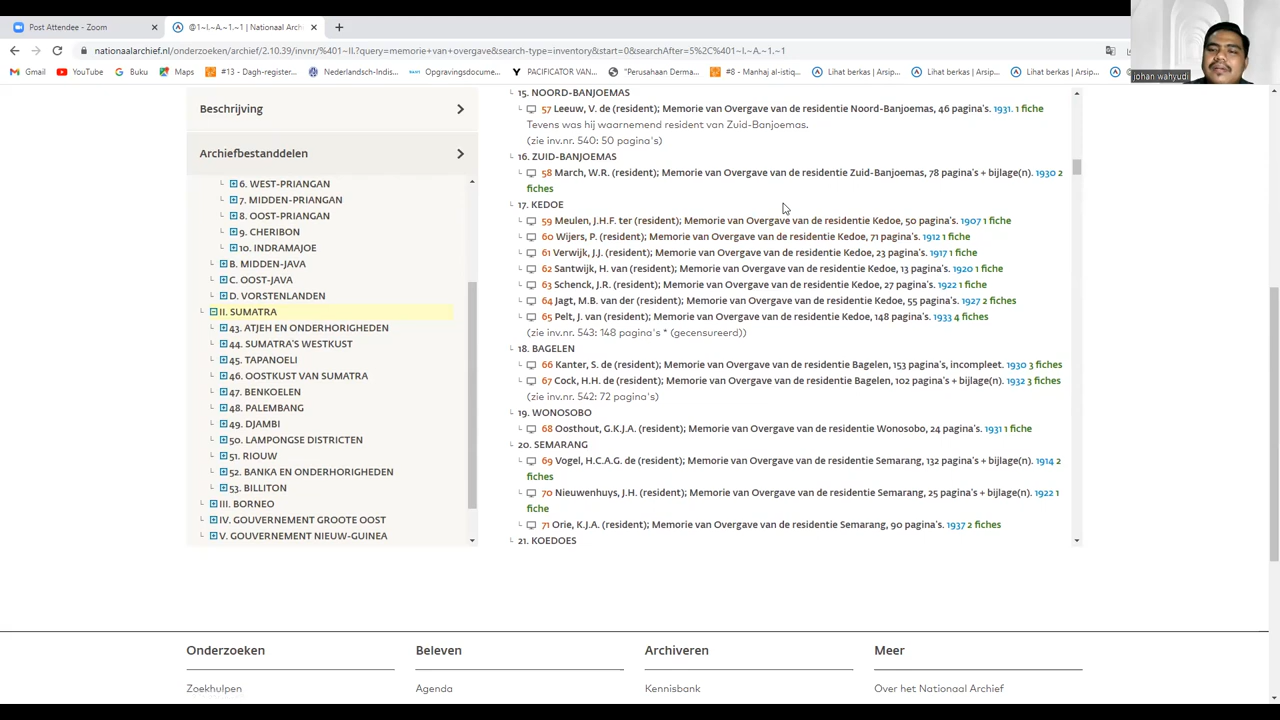 Post Attendee - Zoom
@1~I.~A.~1.~1 | Nationaal Archi
nationaalarchief.nl/onderzoeken/archief/2.10.39/invnr/%401~II.?query=memorie+van+overgave&search-type=inventory&start=0&searchAfter=5%2C%401~I.~A.~1.~1
Gmail
YouTube
Buku
Maps
#13 - Dagh-register...
Nederlandsch-Indis...
Opgravingsdocume...
PACIFICATOR VAN...
"Perusahaan Derma...
#8 - Manhaj al-istiq...
Lihat berkas | Arsip...
Lihat berkas | Arsip...
Lihat berkas | Arsip...
johan wahyudi
Beschrijving
Archiefbestanddelen
6. WEST-PRIANGAN
7. MIDDEN-PRIANGAN
8. OOST-PRIANGAN
9. CHERIBON
10. INDRAMAJOE
B. MIDDEN-JAVA
C. OOST-JAVA
D. VORSTENLANDEN
II. SUMATRA
43. ATJEH EN ONDERHORIGHEDEN
44. SUMATRA'S WESTKUST
45. TAPANOELI
46. OOSTKUST VAN SUMATRA
47. BENKOELEN
48. PALEMBANG
49. DJAMBI
50. LAMPONGSE DISTRICTEN
51. RIOUW
52. BANKA EN ONDERHORIGHEDEN
53. BILLITON
III. BORNEO
IV. GOUVERNEMENT GROOTE OOST
V. GOUVERNEMENT NIEUW-GUINEA
15. NOORD-BANJOEMAS
57 Leeuw, V. de (resident); Memorie van Overgave van de residentie Noord-Banjoemas, 46 pagina's. 1931. 1 fiche
Tevens was hij waarnemend resident van Zuid-Banjoemas.
(zie inv.nr. 540: 50 pagina's)
16. ZUID-BANJOEMAS
58 March, W.R. (resident); Memorie van Overgave van de residentie Zuid-Banjoemas, 78 pagina's + bijlage(n). 1930 2
fiches
17. KEDOE
59 Meulen, J.H.F. ter (resident); Memorie van Overgave van de residentie Kedoe, 50 pagina's. 1907 1 fiche
60 Wijers, P. (resident); Memorie van Overgave van de residentie Kedoe, 71 pagina's. 1912 1 fiche
61 Verwijk, J.J. (resident); Memorie van Overgave van de residentie Kedoe, 23 pagina's. 1917 1 fiche
62 Santwijk, H. van (resident); Memorie van Overgave van de residentie Kedoe, 13 pagina's. 1920 1 fiche
63 Schenck, J.R. (resident); Memorie van Overgave van de residentie Kedoe, 27 pagina's. 1922 1 fiche
64 Jagt, M.B. van der (resident); Memorie van Overgave van de residentie Kedoe, 55 pagina's. 1927 2 fiches
65 Pelt, J. van (resident); Memorie van Overgave van de residentie Kedoe, 148 pagina's. 1933 4 fiches
(zie inv.nr. 543: 148 pagina's * (gecensureerd))
18. BAGELEN
66 Kanter, S. de (resident); Memorie van Overgave van de residentie Bagelen, 153 pagina's, incompleet. 1930 3 fiches
67 Cock, H.H. de (resident); Memorie van Overgave van de residentie Bagelen, 102 pagina's + bijlage(n). 1932 3 fiches
(zie inv.nr. 542: 72 pagina's)
19. WONOSOBO
68 Oosthout, G.K.J.A. (resident); Memorie van Overgave van de residentie Wonosobo, 24 pagina's. 1931 1 fiche
20. SEMARANG
69 Vogel, H.C.A.G. de (resident); Memorie van Overgave van de residentie Semarang, 132 pagina's + bijlage(n). 1914 2
fiches
70 Nieuwenhuys, J.H. (resident); Memorie van Overgave van de residentie Semarang, 25 pagina's + bijlage(n). 1922 1
fiche
71 Orie, K.J.A. (resident); Memorie van Overgave van de residentie Semarang, 90 pagina's. 1937 2 fiches
21. KOEDOES
Onderzoeken
Beleven
Archiveren
Meer
Zoekhulpen
Agenda
Kennisbank
Over het Nationaal Archief